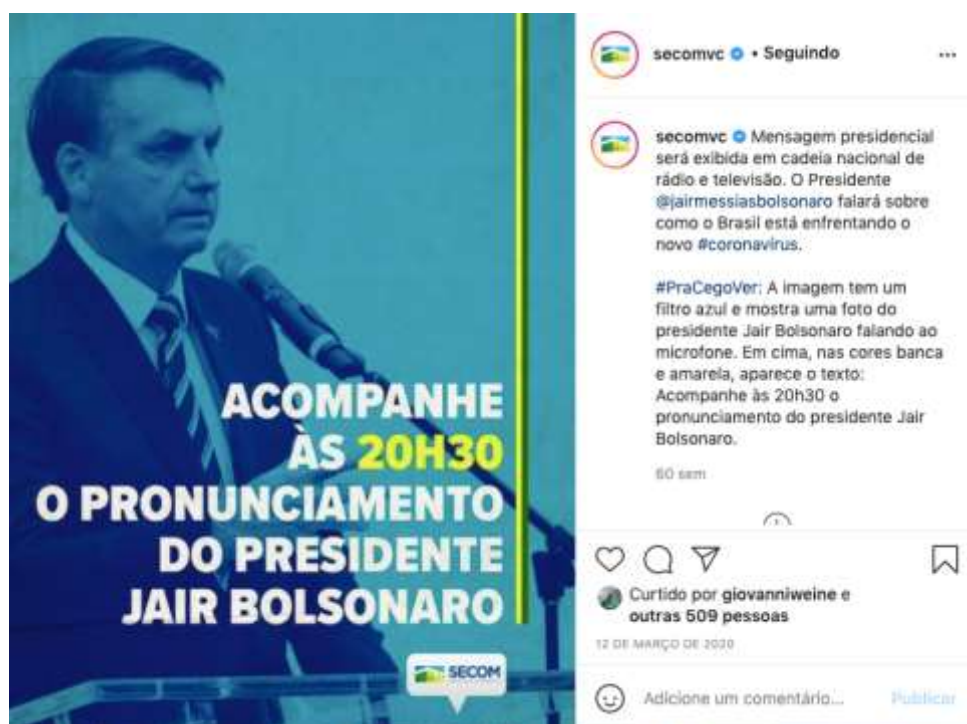 ACOMPANHE
ÀS 20H30
O PRONUNCIAMENTO
DO PRESIDENTE
JAIR BOLSONARO
SECOM
secomvc • Seguindo
secomvc Mensagem presidencial
será exibida em cadeia nacional de
rádio e televisão. O Presidente
@jairmessiasbolsonaro falará sobre
como o Brasil está enfrentando o
novo #coronavírus.
#PraCegoVer: A imagem tem um
filtro azul e mostra uma foto do
presidente Jair Bolsonaro falando ao
microfone. Em cima, nas cores banca
e amarela, aparece o texto:
Acompanhe às 20h30 o
pronunciamento do presidente Jair
Bolsonaro.
60 sem
Curtido por giovanniweine e
outras 509 pessoas
12 DE MARÇO DE 2020
Adicione um comentário... Publicar